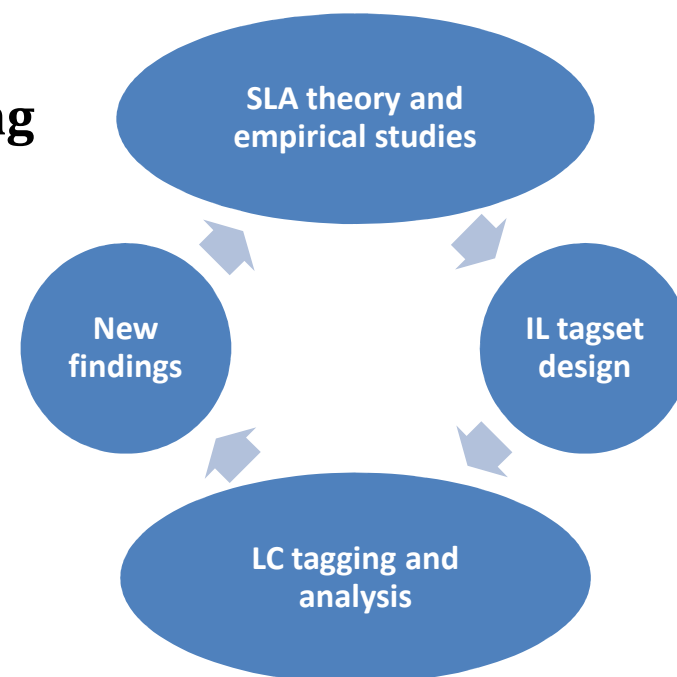 SLA theory and
empirical studies
New
findings
IL tagset
design
LC tagging and
analysis